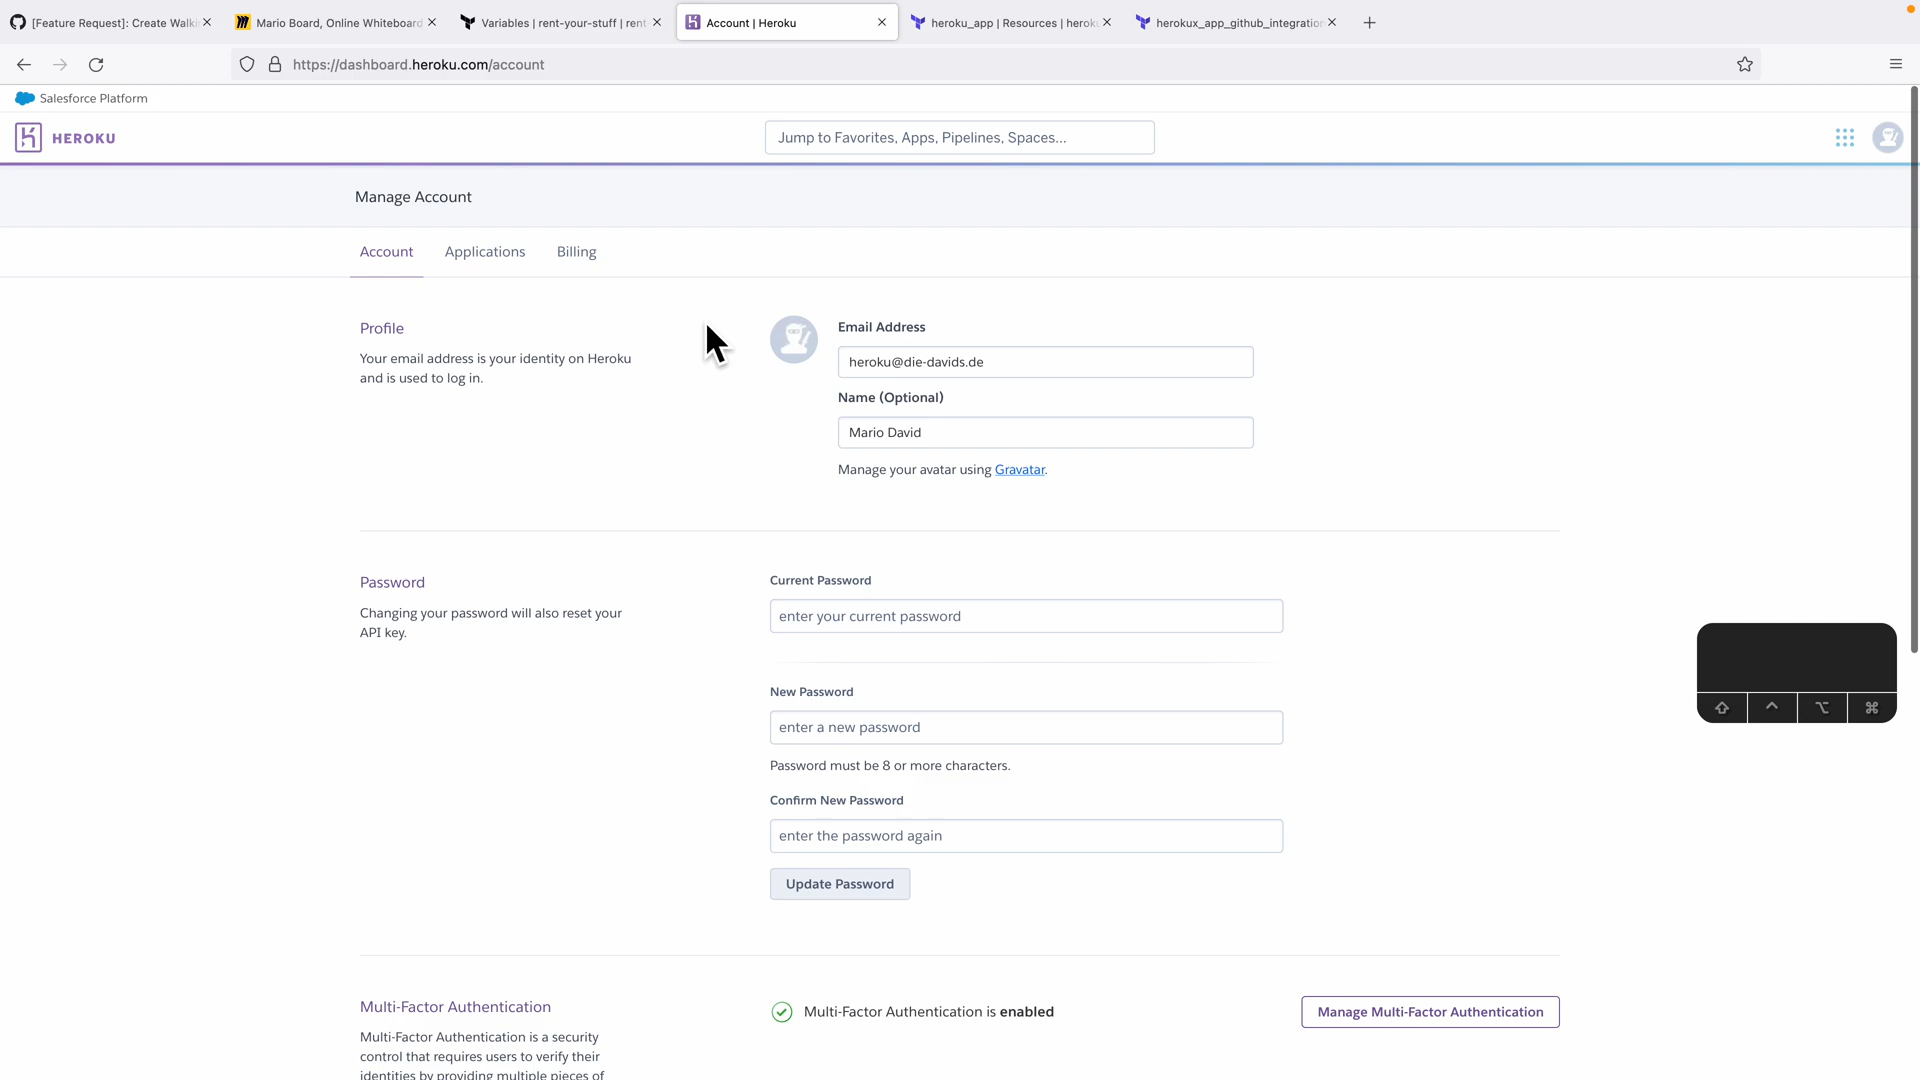 [Feature Request]: Create Walki
Mario Board, Online Whiteboard
Variables | rent-your-stuff | rent
Account | Heroku
heroku_app | Resources | herok
herokux_app_github_integration
https://dashboard.heroku.com/account
Salesforce Platform
HEROKU
Jump to Favorites, Apps, Pipelines, Spaces...
Manage Account
Account
Applications
Billing
Profile
Your email address is your identity on Heroku
and is used to log in.
Email Address
heroku@die-davids.de
Name (Optional)
Mario David
Manage your avatar using Gravatar.
Password
Changing your password will also reset your
API key.
Current Password
enter your current password
New Password
enter a new password
Password must be 8 or more characters.
Confirm New Password
enter the password again
Update Password
Multi-Factor Authentication
Multi-Factor Authentication is a security
control that requires users to verify their
identities by providing multiple pieces of
Multi-Factor Authentication is enabled
Manage Multi-Factor Authentication